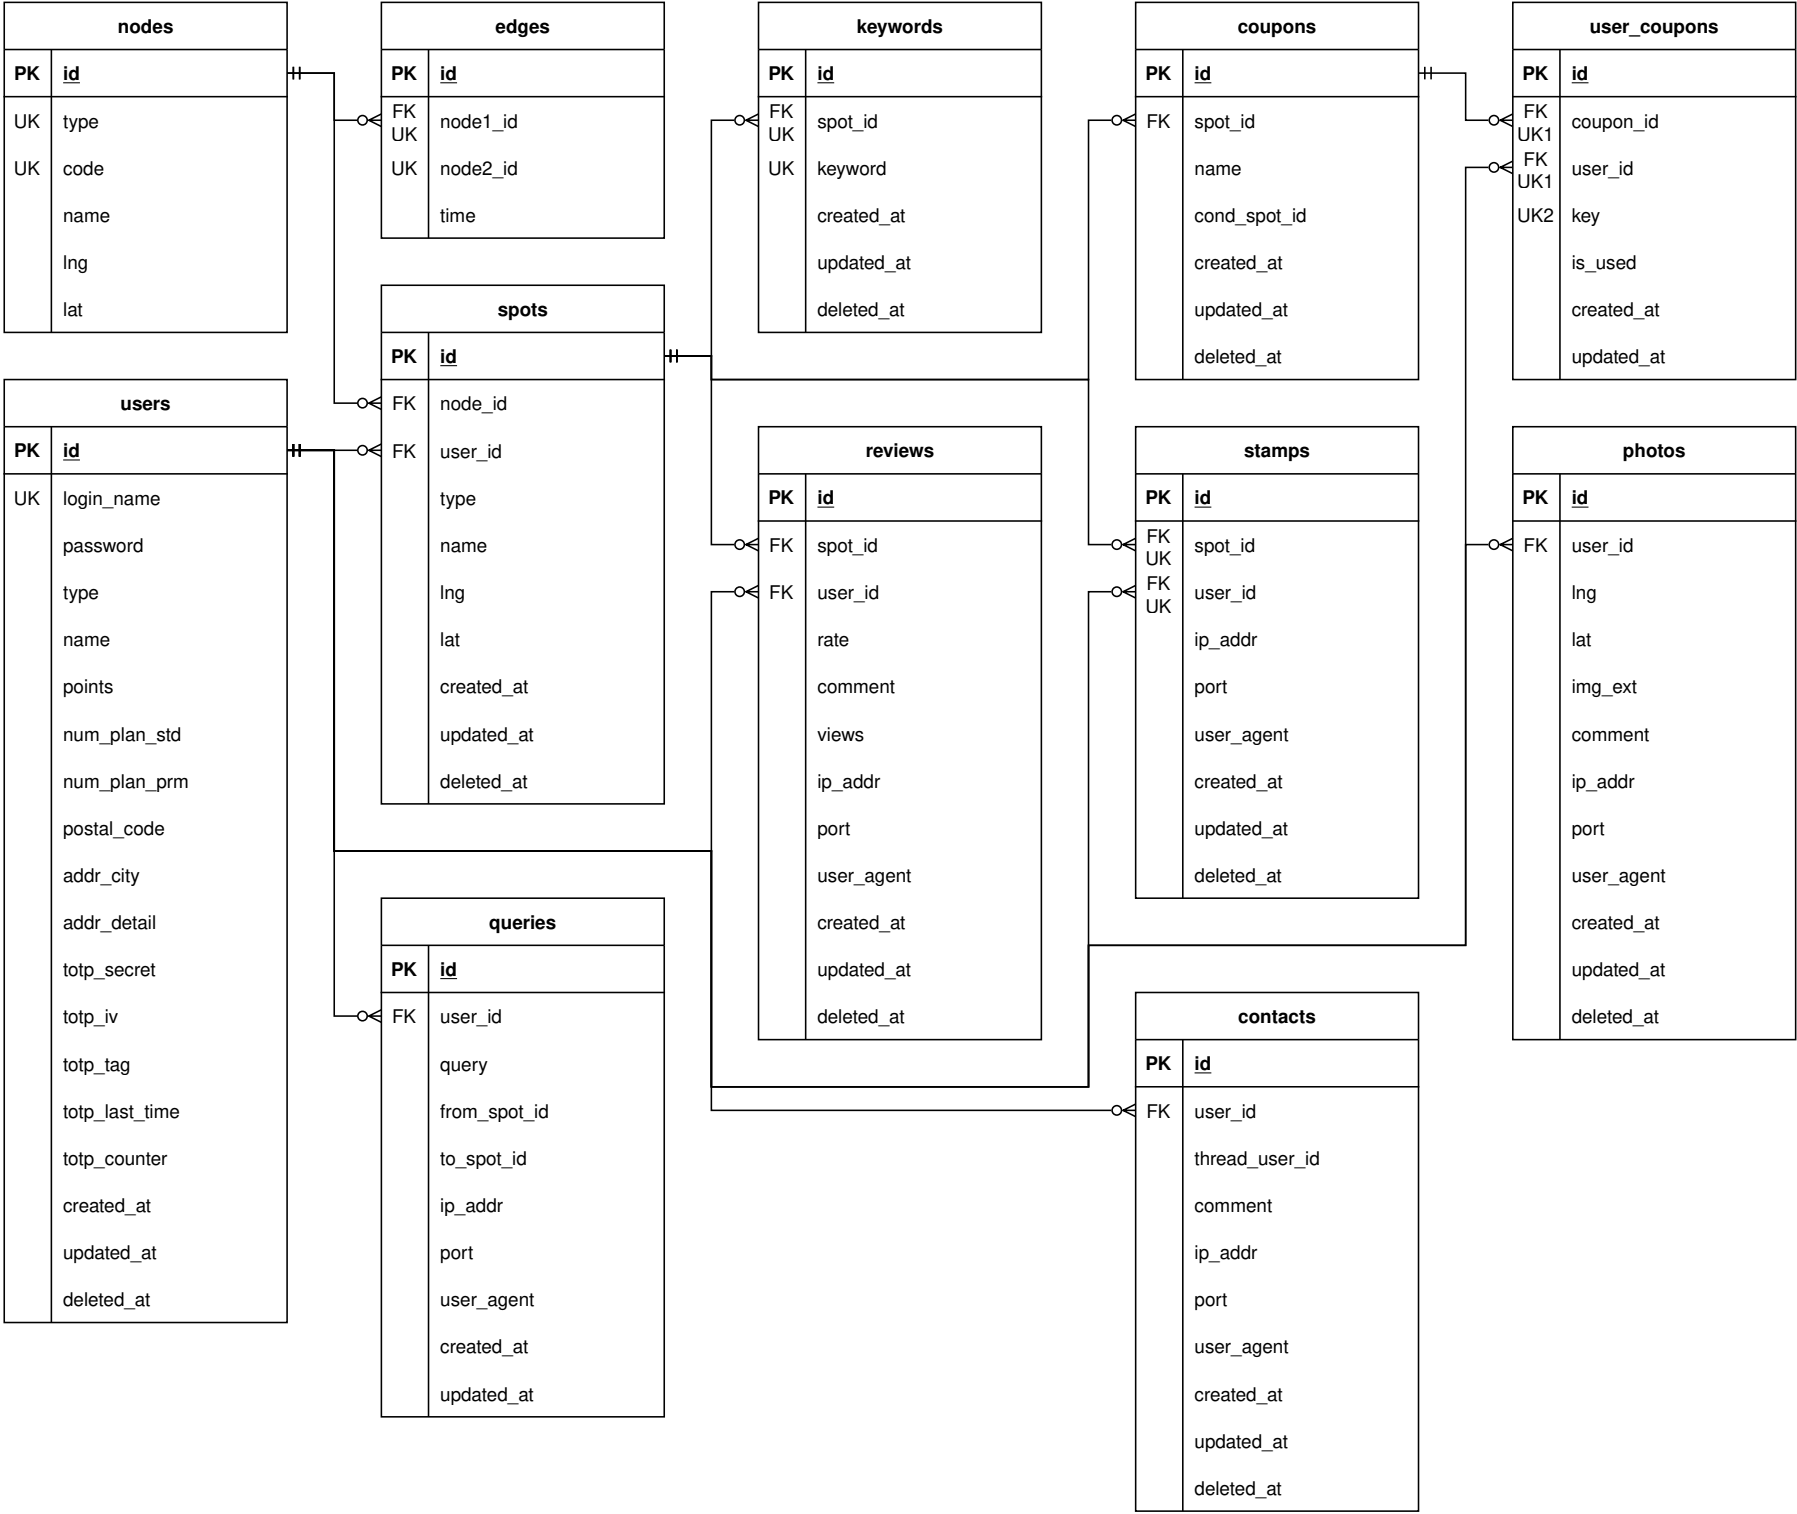 nodes
PK id
UK type
UK code
name
lng
lat
edges
PK id
FK
UK
node1_id
UK node2_id
time
keywords
PK id
FK
UK
spot_id
UK keyword
created_at
updated_at
deleted_at
coupons
PK id
FK spot_id
name
cond_spot_id
created_at
updated_at
deleted_at
user_coupons
PK id
FK
UK1
coupon_id
FK
UK1
user_id
UK2 key
is_used
created_at
updated_at
spots
PK id
FK node_id
FK user_id
type
name
lng
lat
created_at
updated_at
deleted_at
users
PK id
UK login_name
password
type
name
points
num_plan_std
num_plan_prm
postal_code
addr_city
addr_detail
totp_secret
totp_iv
totp_tag
totp_last_time
totp_counter
created_at
updated_at
deleted_at
reviews
PK id
FK spot_id
FK user_id
rate
comment
views
ip_addr
port
user_agent
created_at
updated_at
deleted_at
stamps
PK id
FK
UK
spot_id
FK
UK
user_id
ip_addr
port
user_agent
created_at
updated_at
deleted_at
photos
PK id
FK user_id
lng
lat
img_ext
comment
ip_addr
port
user_agent
created_at
updated_at
deleted_at
queries
PK id
FK user_id
query
from_spot_id
to_spot_id
ip_addr
port
user_agent
created_at
updated_at
contacts
PK id
FK user_id
thread_user_id
comment
ip_addr
port
user_agent
created_at
updated_at
deleted_at